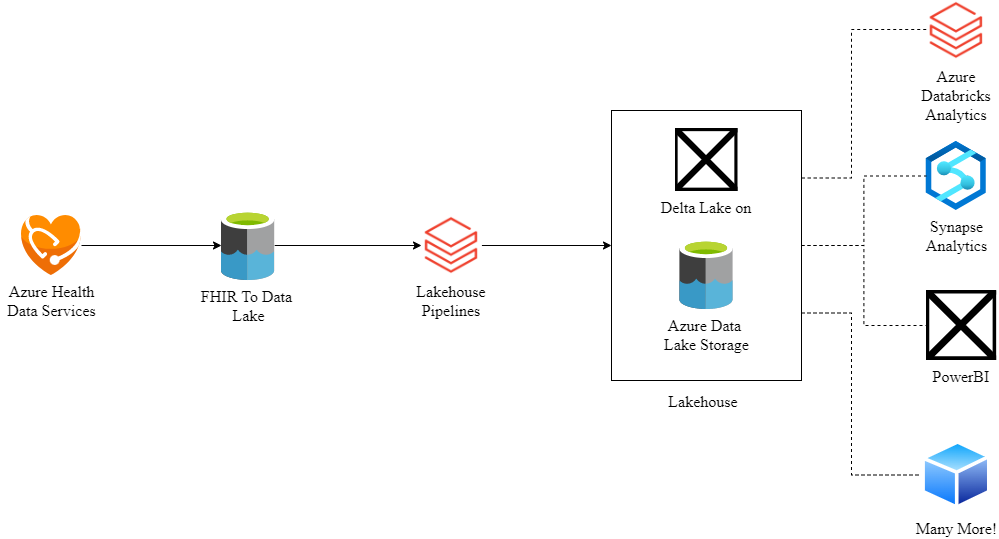 Azure Health
Data Services
FHIR To Data
Lake
Lakehouse
Pipelines
Delta Lake on
Azure Data
Lake Storage
Lakehouse
Azure
Databricks
Analytics
Synapse
Analytics
PowerBI
Many More!